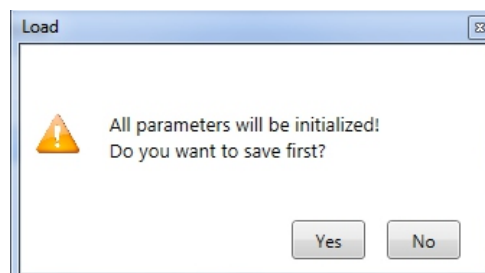 Load
All parameters will be initialized!
Do you want to save first?
Yes
No